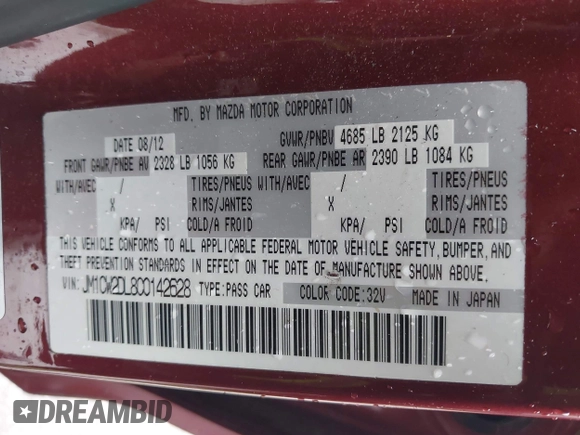 MFD. BY MAZDA MOTOR CORPORATION
DATE 08/12 GVWR/PNBV 4685 LB 2125 KG
FRONT GAWR/PNBE AV 2328 LB 1056 KG REAR GAWR/PNBE AR 2390 LB 1084 KG
WITH/AVEC / TIRES/PNEUS WITH/AVEC / TIRES/PNEUS
X RIMS/JANTES X RIMS/JANTES
KPA/ PSI COLD/A FROID KPA/ PSI COLD/A FROID
THIS VEHICLE CONFORMS TO ALL APPLICABLE FEDERAL MOTOR VEHICLE SAFETY, BUMPER, AND
THEFT PREVENTION STANDARDS IN EFFECT ON THE DATE OF MANUFACTURE SHOWN ABOVE.
VIN: JM1CW2DL8C0142628 TYPE:PASS CAR COLOR CODE:32V MADE IN JAPAN
DREAMBID